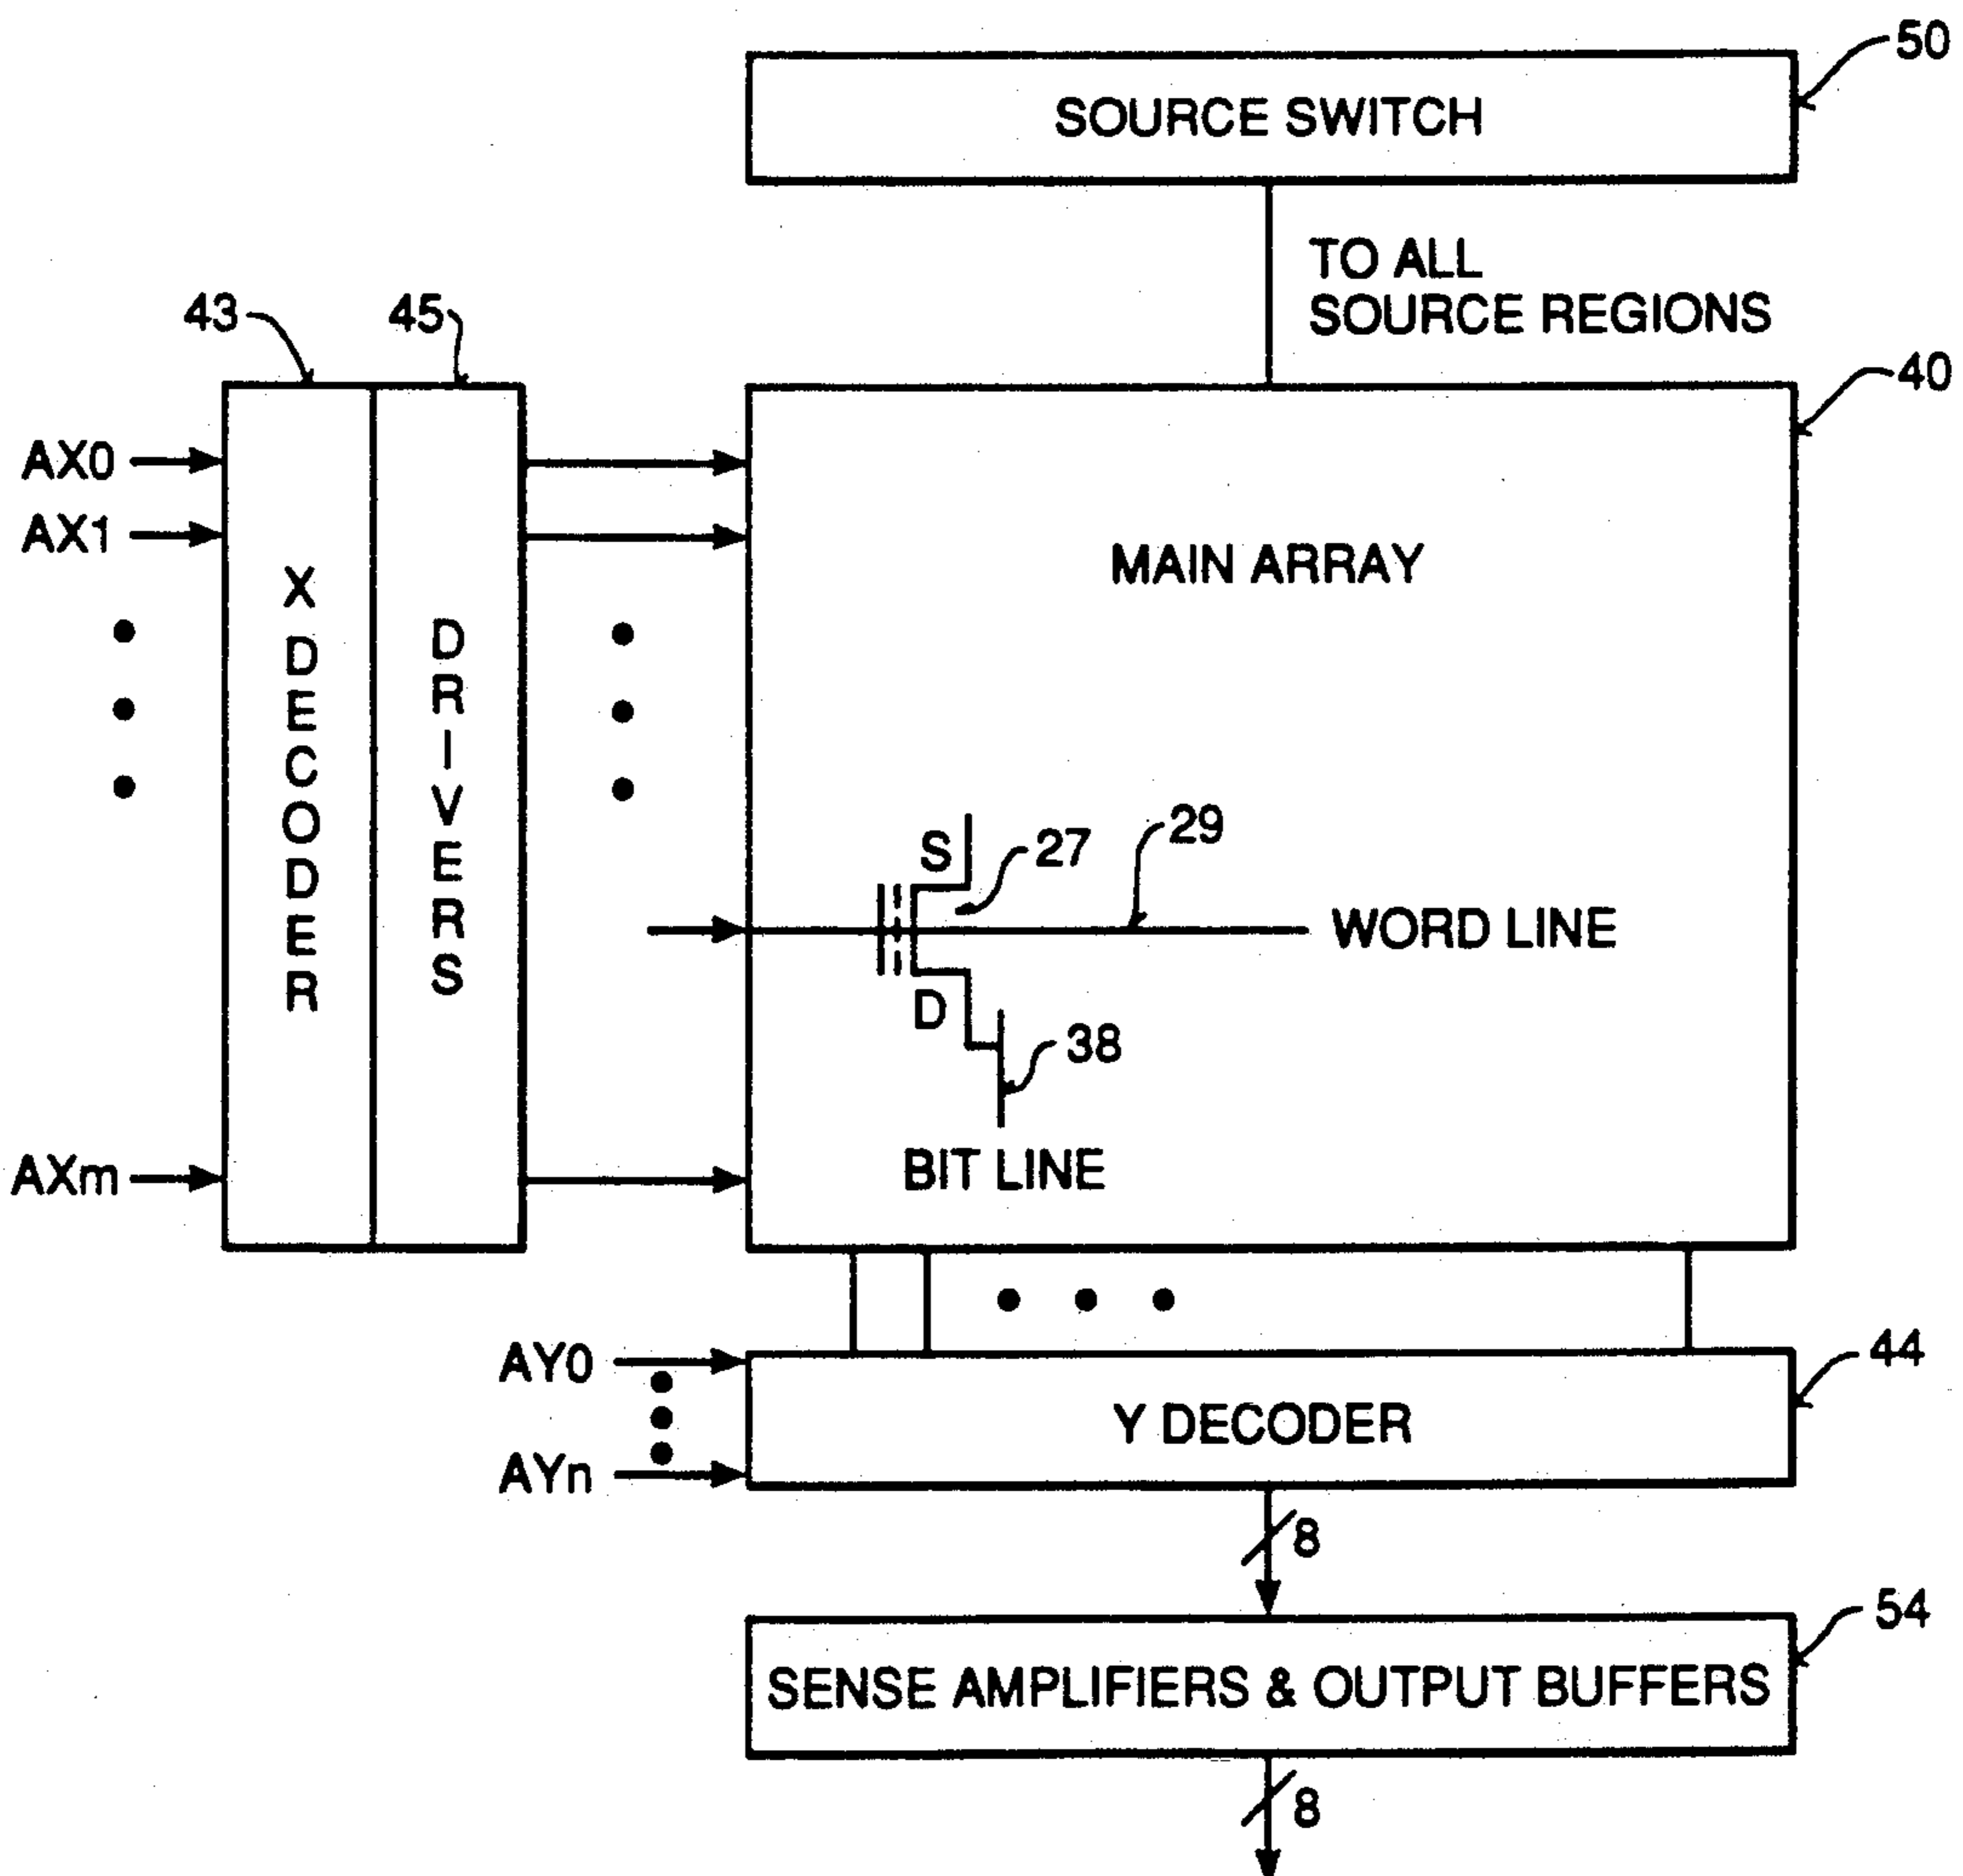 50
SOURCE SWITCH
TO ALL
SOURCE REGIONS
43
45
40
AX0
AX1
MAIN ARRAY
X DECODER
DRIVERS
S
27
29
WORD LINE
D
38
AXm
BIT LINE
AY0
44
Y DECODER
AYn
8
54
SENSE AMPLIFIERS & OUTPUT BUFFERS
8